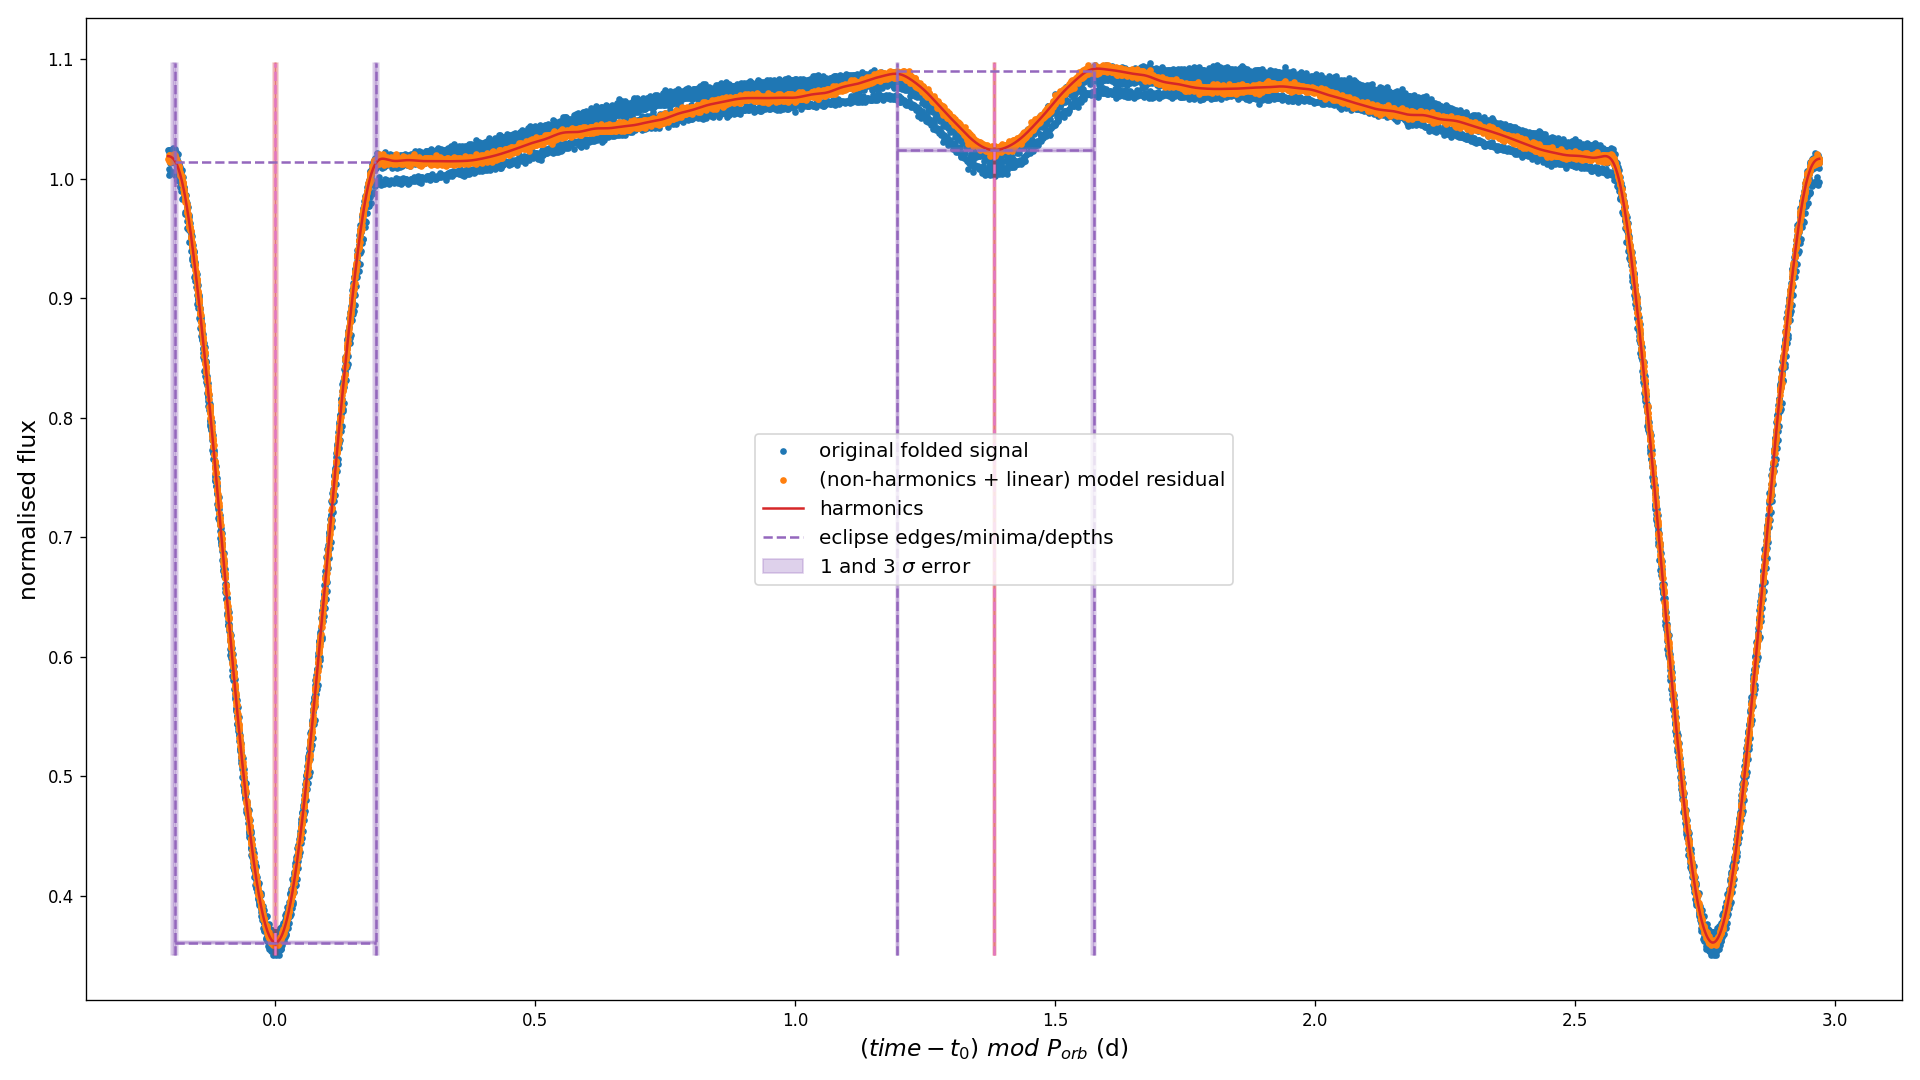 normalised flux
1.1
1.0
0.9
0.8
0.7
0.6
0.5
0.4
original folded signal
(non-harmonics + linear) model residual
harmonics
eclipse edges/minima/depths
1 and 3 σ error
0.0 0.5 1.0 1.5 2.0 2.5 3.0
(time − t₀) mod Pₒᵣb (d)